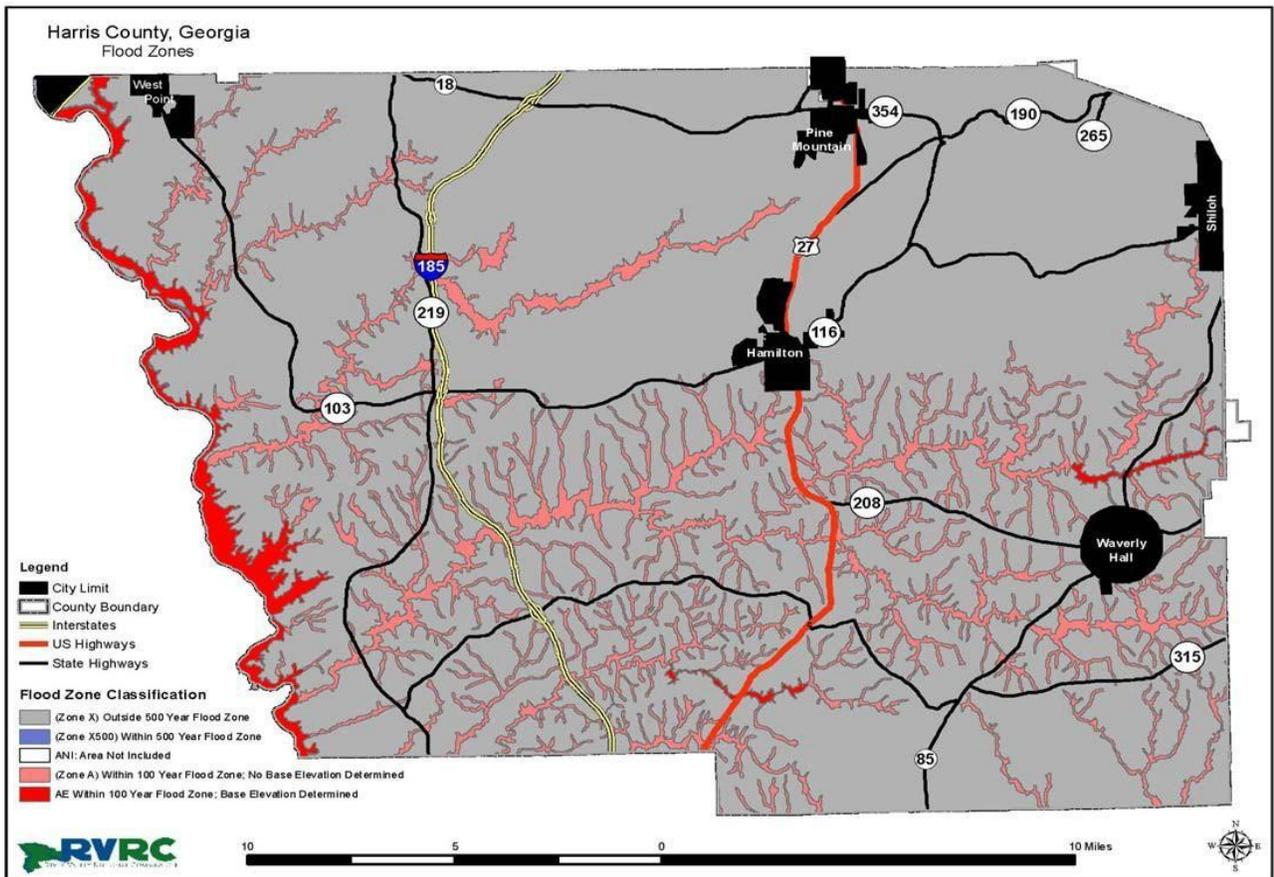 Harris County, Georgia
Flood Zones
West
Point
18
354
190
265
Pine
Mountain
Shiloh
27
185
219
116
Hamilton
103
208
Waverly
Hall
315
85
Legend
City Limit
County Boundary
Interstates
US Highways
State Highways
Flood Zone Classification
(Zone X) Outside 500 Year Flood Zone
(Zone X500) Within 500 Year Flood Zone
ANI: Area Not Included
(Zone A) Within 100 Year Flood Zone; No Base Elevation Determined
AE Within 100 Year Flood Zone; Base Elevation Determined
RVRC
10 5 0 10 Miles
N
W E
S